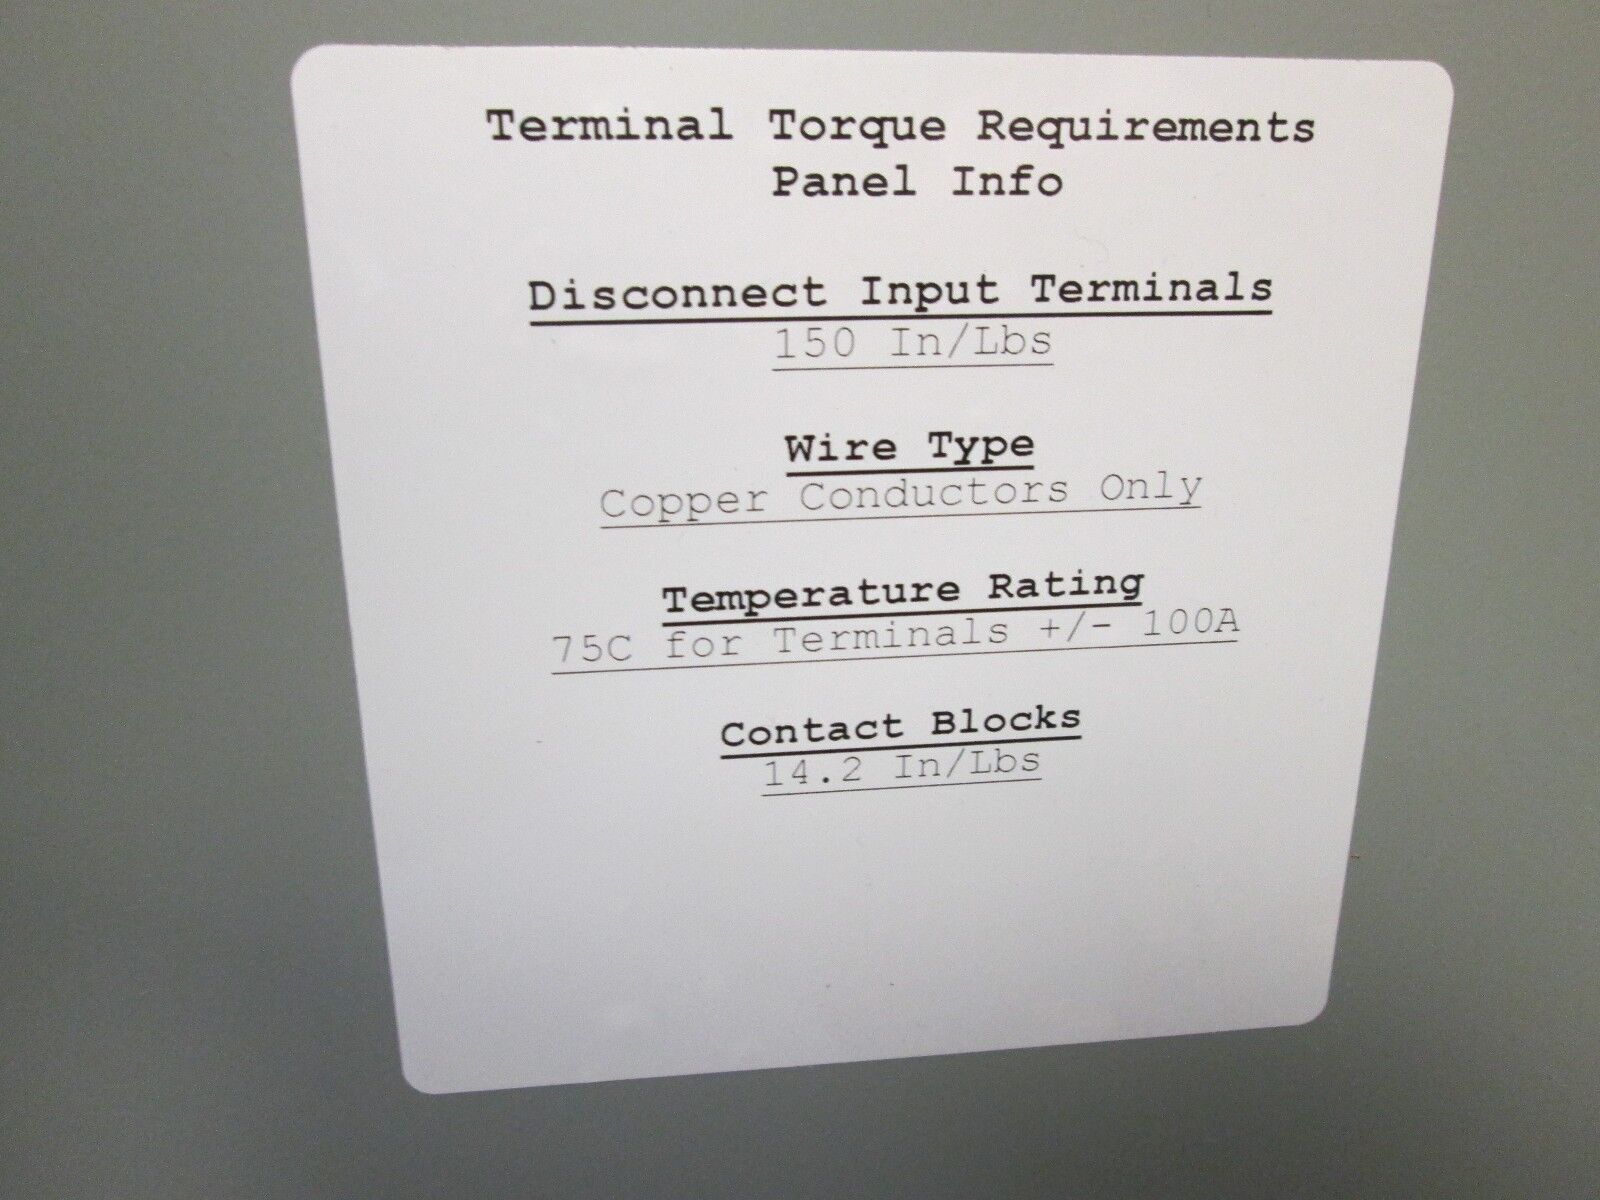 Terminal Torque Requirements
Panel Info
Disconnect Input Terminals
150 In/Lbs
Wire Type
Copper Conductors Only
Temperature Rating
75C for Terminals +/- 100A
Contact Blocks
14.2 In/Lbs